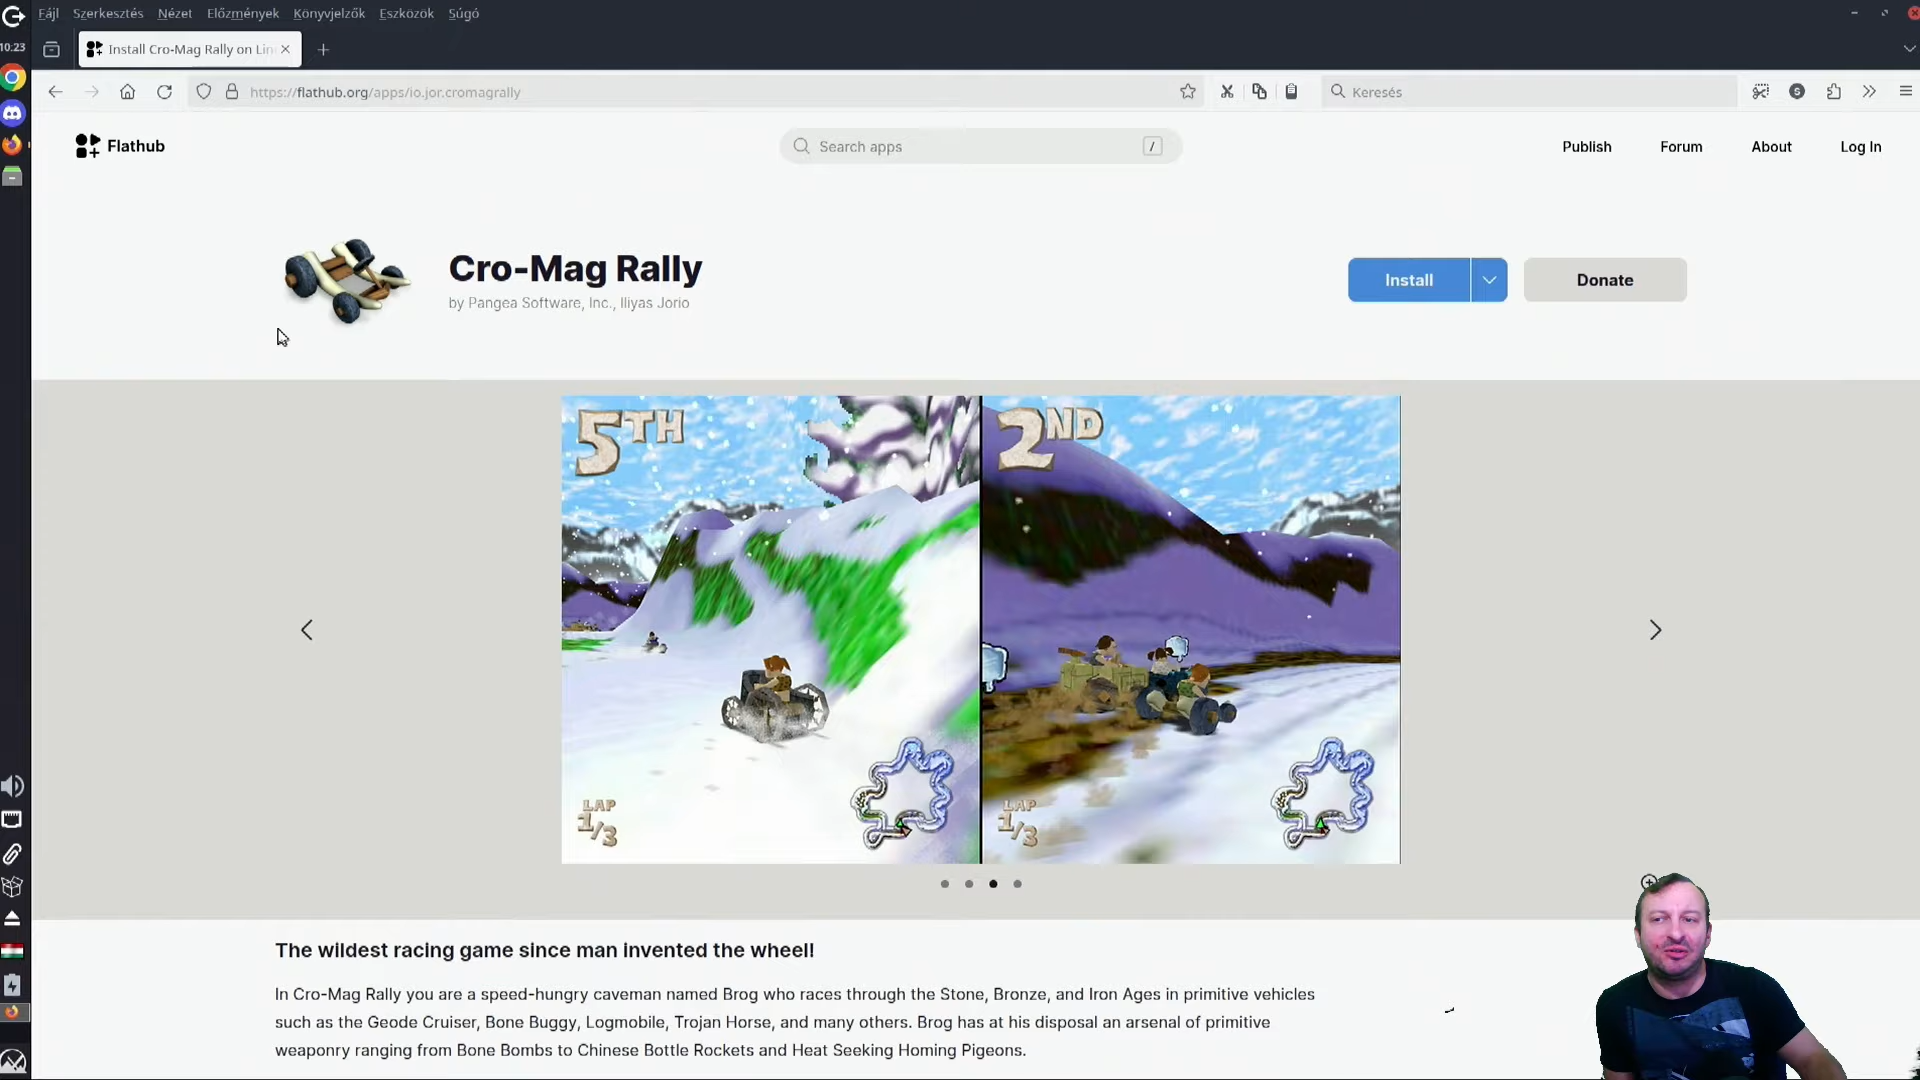 Fájl Szerkesztés Nézet Előzmények Könyvjelzők Eszközök Súgó
10:23
Install Cro-Mag Rally on Lin
https://flathub.org/apps/io.jor.cromagrally
Keresés
Flathub
Search apps /
Publish Forum About Log In
Cro-Mag Rally
by Pangea Software, Inc., Iliyas Jorio
Install
Donate
5TH
2ND
LAP
1/3
LAP
1/3
The wildest racing game since man invented the wheel!
In Cro-Mag Rally you are a speed-hungry caveman named Brog who races through the Stone, Bronze, and Iron Ages in primitive vehicles
such as the Geode Cruiser, Bone Buggy, Logmobile, Trojan Horse, and many others. Brog has at his disposal an arsenal of primitive
weaponry ranging from Bone Bombs to Chinese Bottle Rockets and Heat Seeking Homing Pigeons.